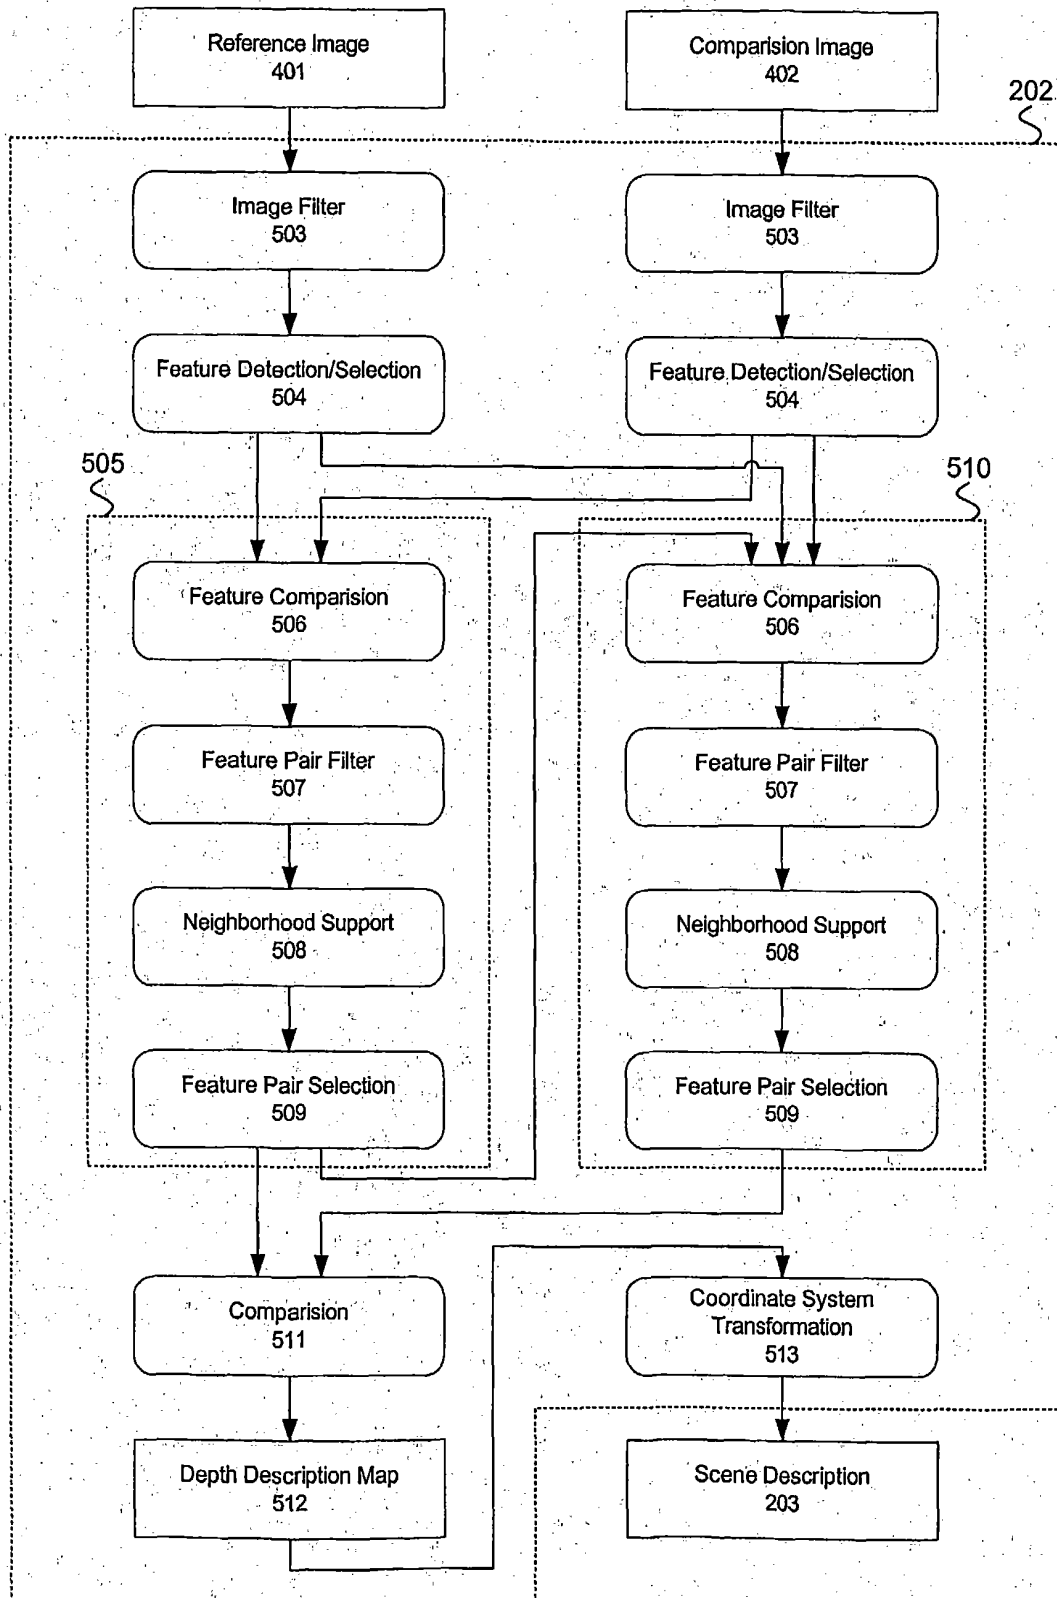 Reference Image
401
Comparision Image
402
202
Image Filter
503
Image Filter
503
Feature Detection/Selection
504
Feature Detection/Selection
504
505
510
Feature Comparision
506
Feature Comparision
506
Feature Pair Filter
507
Feature Pair Filter
507
Neighborhood Support
508
Neighborhood Support
508
Feature Pair Selection
509
Feature Pair Selection
509
Comparision
511
Coordinate System
Transformation
513
Depth Description Map
512
Scene Description
203